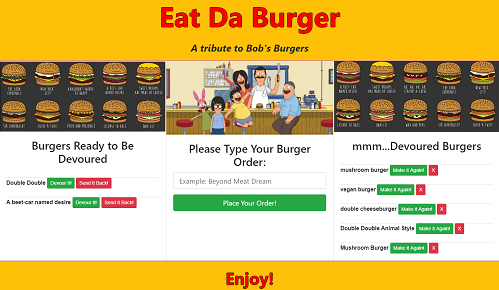 Eat Da Burger
A tribute to Bob's Burgers
Burgers Ready to Be
Devoured
Double Double Devour It! Send it Back!
A beet-car named desire Devour It! Send it Back!
Please Type Your Burger
Order:
Example: Beyond Meat Dream
Place Your Order!
mmm...Devoured Burgers
mushroom burger Make it Again! X
vegan burger Make it Again! X
double cheeseburger Make it Again! X
Double Double Animal Style Make it Again! X
Mushroom Burger Make it Again! X
Enjoy!